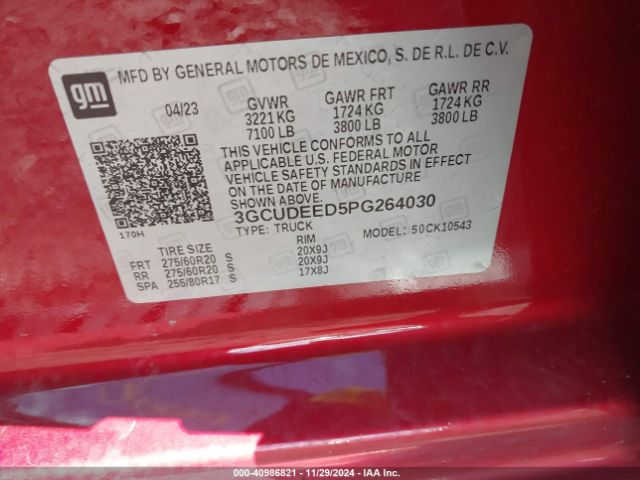 gm
MFD BY GENERAL MOTORS DE MEXICO, S. DE R.L. DE C.V.
04/23 GVWR GAWR FRT GAWR RR
3221 KG 1724 KG 1724 KG
7100 LB 3800 LB 3800 LB
THIS VEHICLE CONFORMS TO ALL
APPLICABLE U.S. FEDERAL MOTOR
VEHICLE SAFETY STANDARDS IN EFFECT
ON THE DATE OF MANUFACTURE
SHOWN ABOVE.
3GCUDEED5PG264030
170H TYPE: TRUCK MODEL: 50CK10543
TIRE SIZE RIM
FRT 275/60R20 S 20X9J
RR 275/60R20 S 20X9J
SPA 255/80R17 S 17X8J
000-40986821 - 11/29/2024 - IAA Inc.